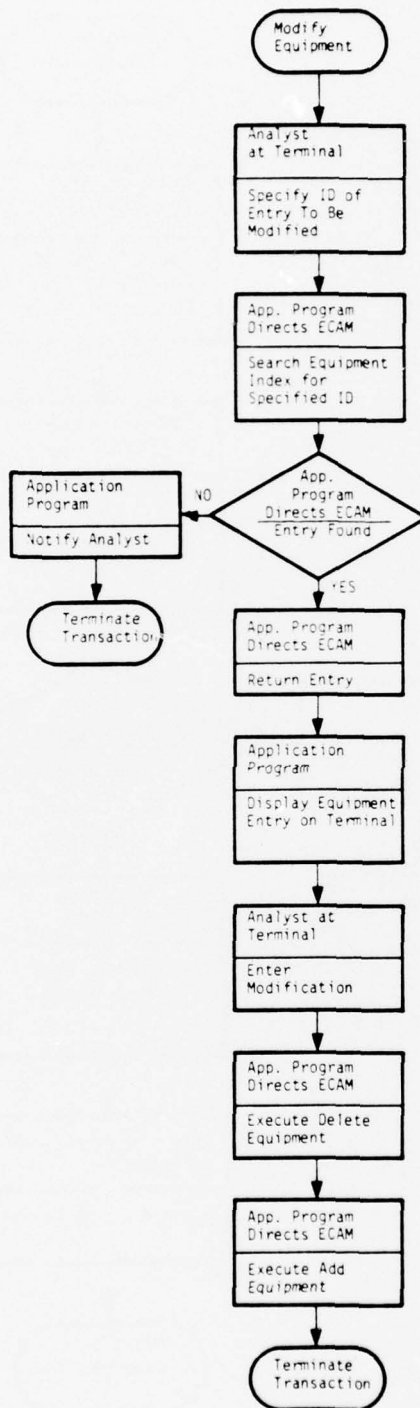 Modify
Equipment
Analyst
at Terminal
Specify ID of
Entry To Be
Modified
App. Program
Directs ECAM
Search Equipment
Index for
Specified ID
App.
Program
Directs ECAM
Entry Found
NO
Application
Program
Notify Analyst
Terminate
Transaction
YES
App. Program
Directs ECAM
Return Entry
Application
Program
Display Equipment
Entry on Terminal
Analyst at
Terminal
Enter
Modification
App. Program
Directs ECAM
Execute Delete
Equipment
App. Program
Directs ECAM
Execute Add
Equipment
Terminate
Transaction